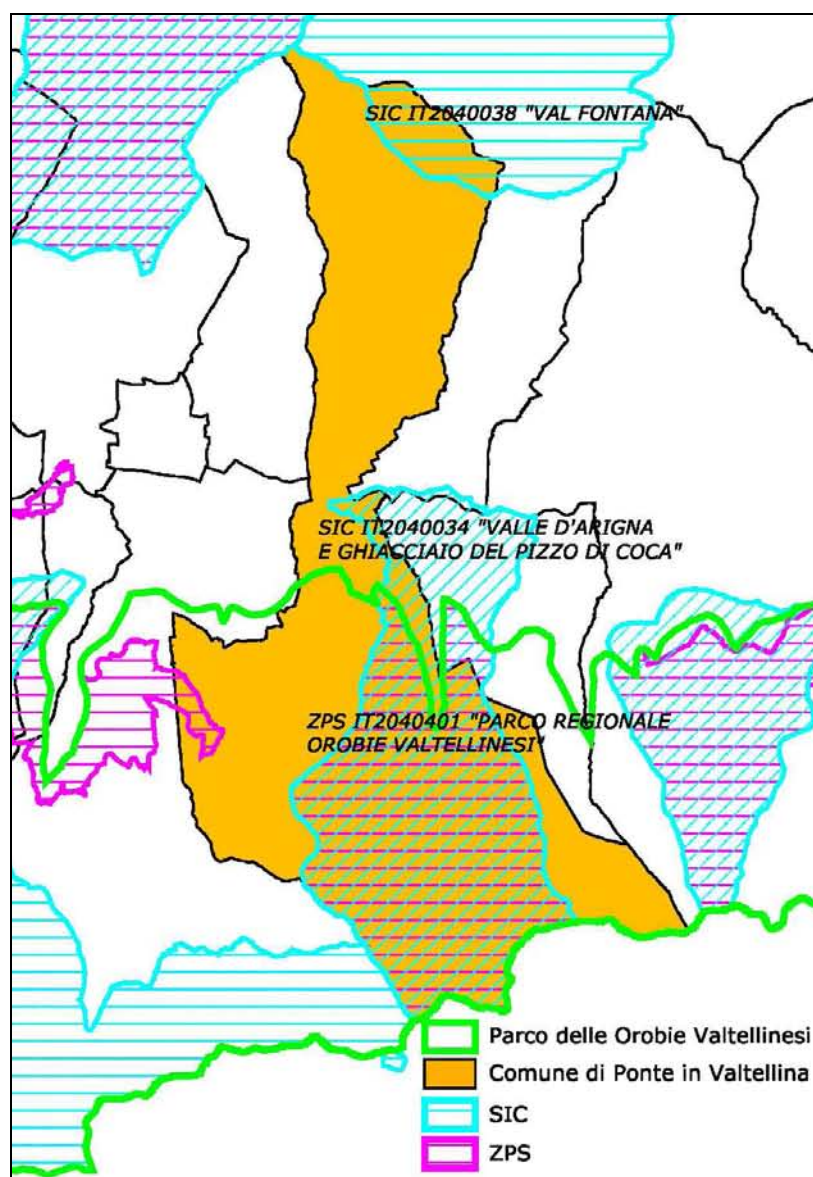 SIC IT2040038 "VAL FONTANA"
SIC IT2040034 "VALLE D'ARIGNA
E GHIACCIAIO DEL PIZZO DI COCA"
ZPS IT2040401 "PARCO REGIONALE
OROBIE VALTELLINESI"
Parco delle Orobie Valtellinesi
Comune di Ponte in Valtellina
SIC
ZPS